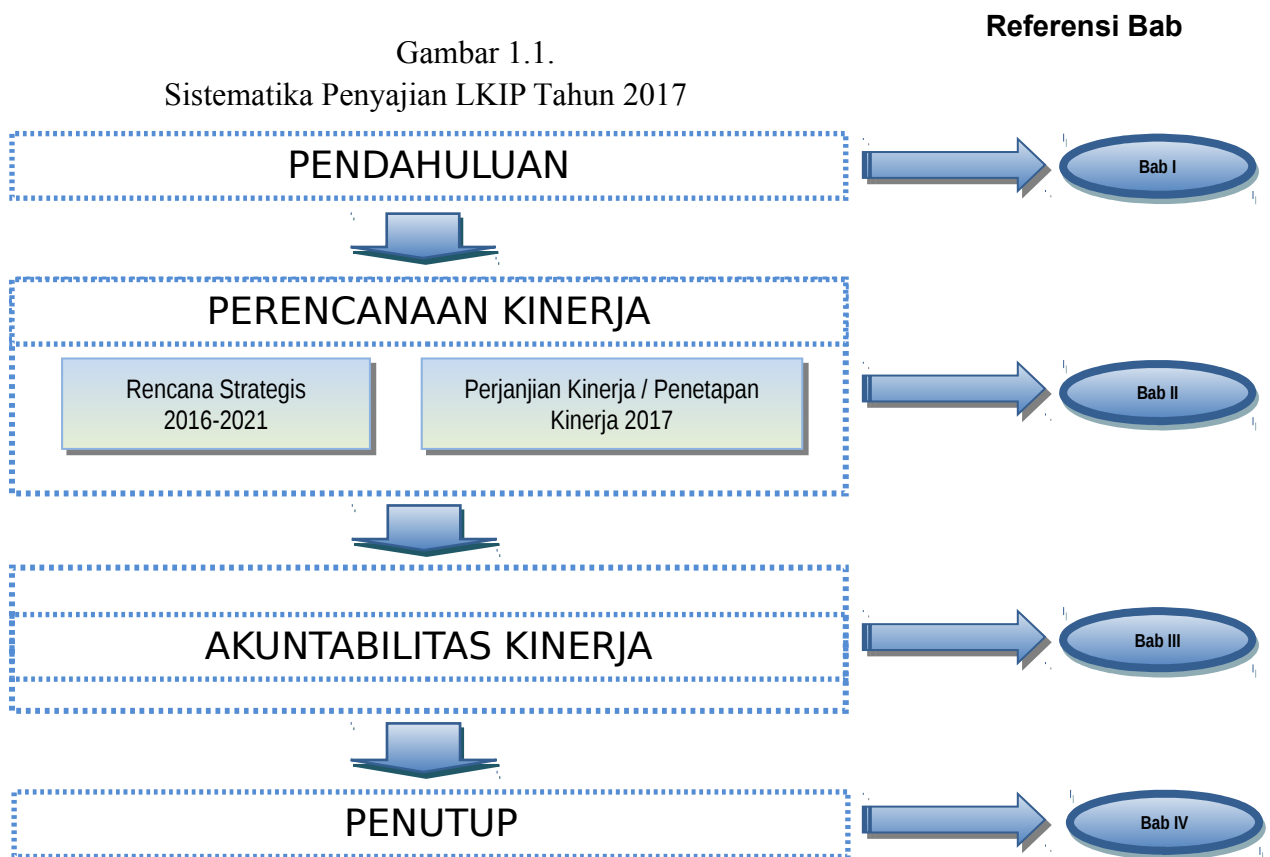 Referensi Bab
Gambar 1.1.
Sistematika Penyajian LKIP Tahun 2017
PENDAHULUAN
Bab I
PERENCANAAN KINERJA
Rencana Strategis
2016-2021
Perjanjian Kinerja / Penetapan
Kinerja 2017
Bab II
AKUNTABILITAS KINERJA
Bab III
PENUTUP
Bab IV